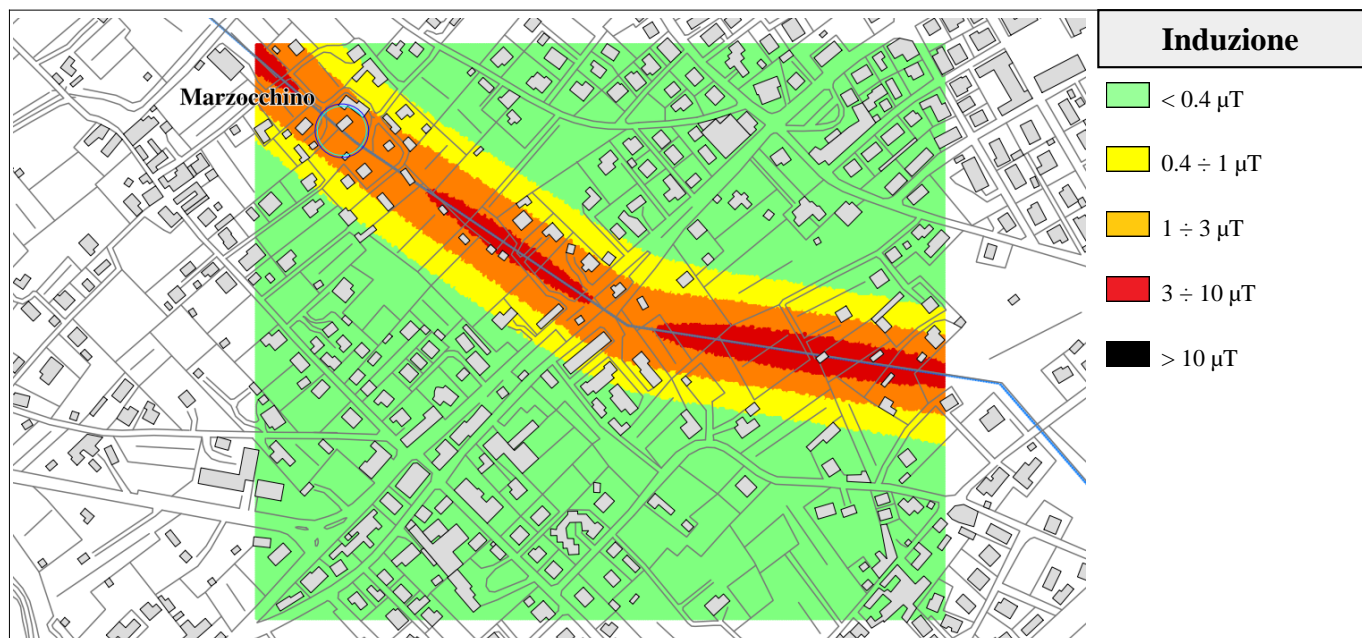 Marzocchino
Induzione
< 0.4 µT
0.4 ÷ 1 µT
1 ÷ 3 µT
3 ÷ 10 µT
> 10 µT